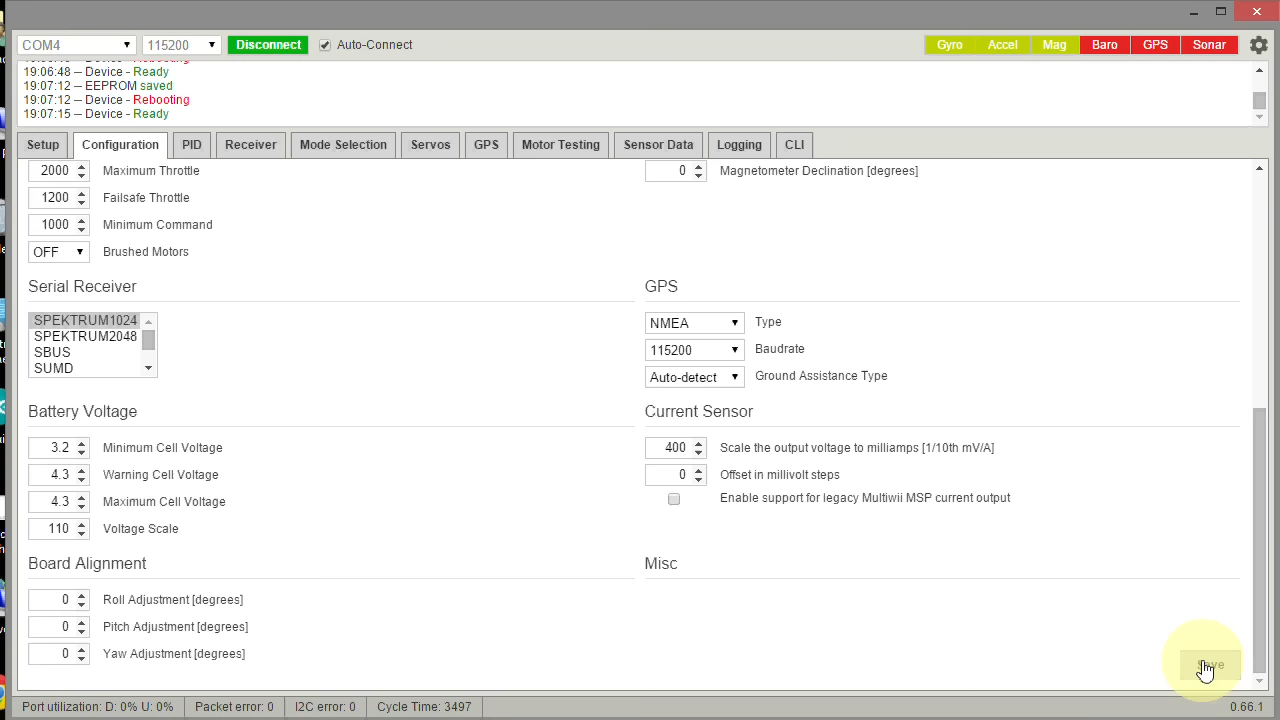 COM4 115200 Disconnect Auto-Connect Gyro Accel Mag Baro GPS Sonar
19:06:48 -- Device - Ready
19:07:12 -- EEPROM saved
19:07:12 -- Device - Rebooting
19:07:15 -- Device - Ready
Setup Configuration PID Receiver Mode Selection Servos GPS Motor Testing Sensor Data Logging CLI
2000 Maximum Throttle
0 Magnetometer Declination [degrees]
1200 Failsafe Throttle
1000 Minimum Command
OFF Brushed Motors
Serial Receiver
SPEKTRUM1024
SPEKTRUM2048
SBUS
SUMD
GPS
NMEA Type
115200 Baudrate
Auto-detect Ground Assistance Type
Battery Voltage
3.2 Minimum Cell Voltage
4.3 Warning Cell Voltage
4.3 Maximum Cell Voltage
110 Voltage Scale
Current Sensor
400 Scale the output voltage to milliamps [1/10th mV/A]
0 Offset in millivolt steps
Enable support for legacy Multiwii MSP current output
Board Alignment
0 Roll Adjustment [degrees]
0 Pitch Adjustment [degrees]
0 Yaw Adjustment [degrees]
Misc
Save
Port utilization: D: 0% U: 0% Packet error: 0 I2C error: 0 Cycle Time: 3497 0.66.1